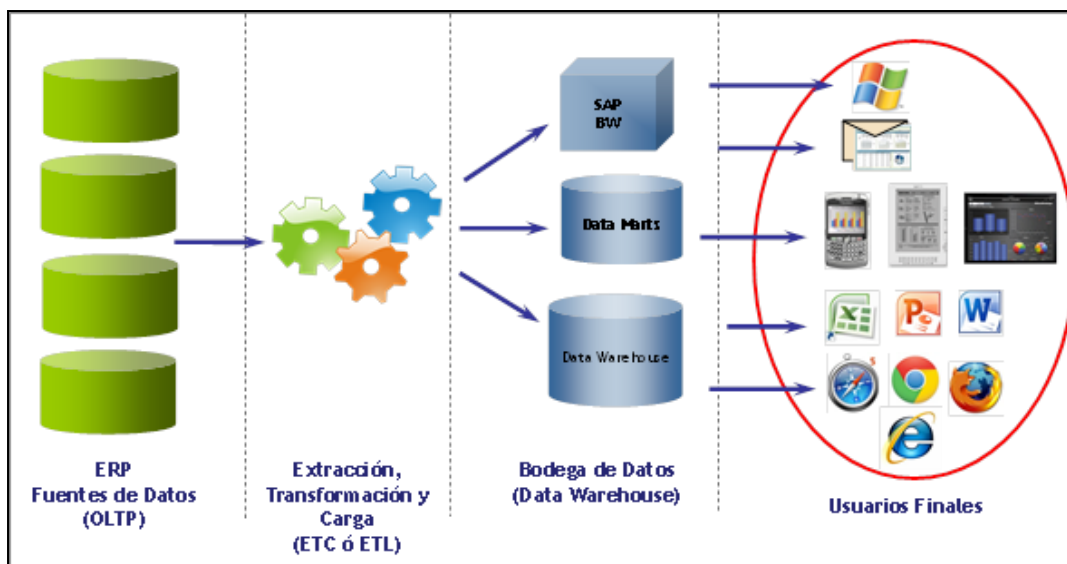 SAP
BW
Data Marts
Data Warehouse
ERP
Fuentes de Datos
(OLTP)
Extracción,
Transformación y
Carga
(ETC ó ETL)
Bodega de Datos
(Data Warehouse)
Usuarios Finales